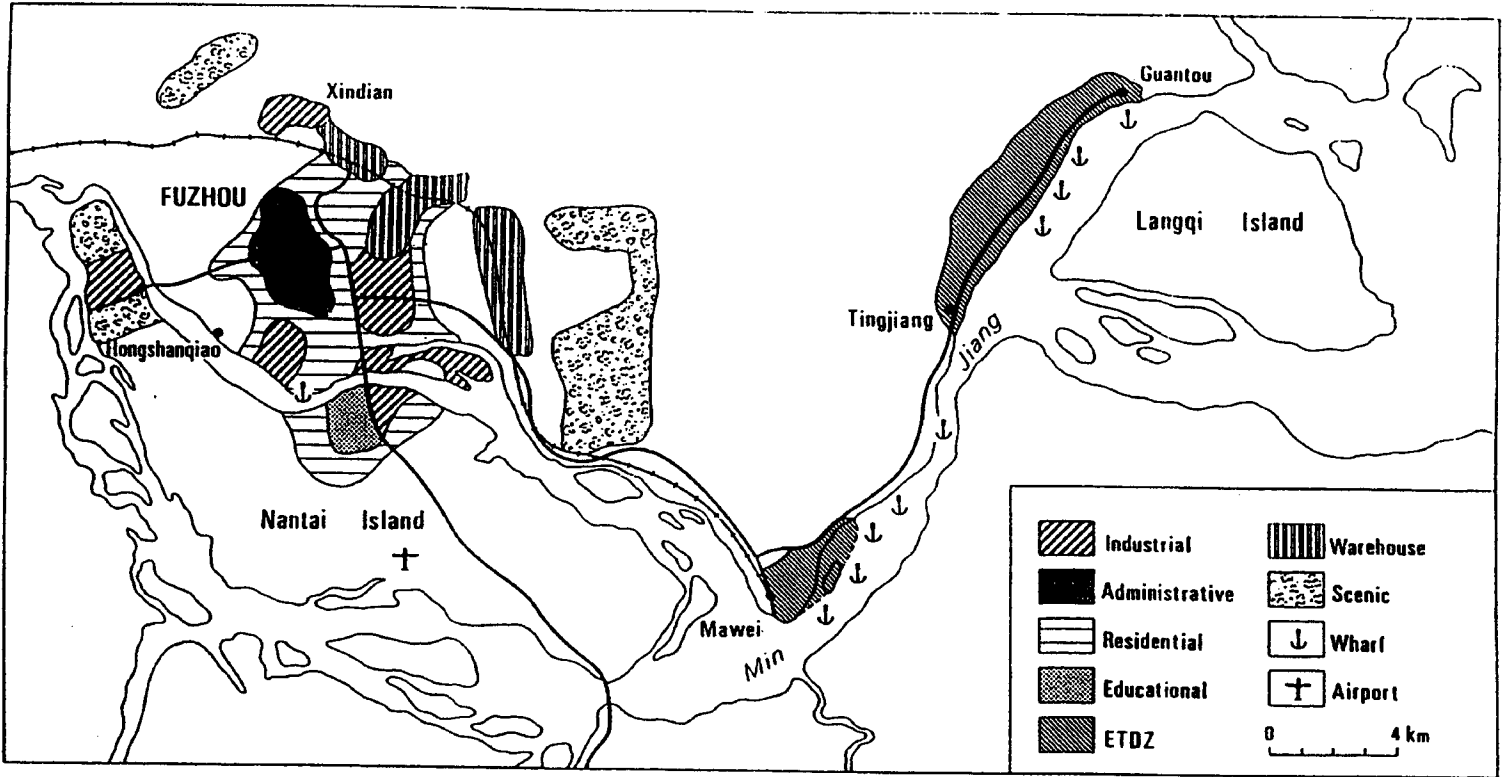 Xindian
Guantou
FUZHOU
Langqi Island
Tingjiang
Hongshanqiao
Jiang
Nantai Island
Mawei
Min
Industrial
Warehouse
Administrative
Scenic
Residential
Wharf
Educational
Airport
ETDZ
0 4 km